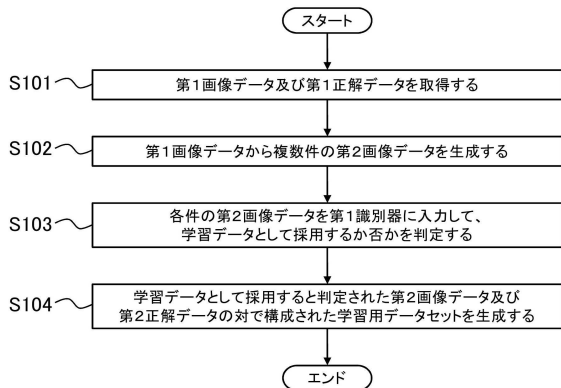 スタート
S101
第1画像データ及び第1正解データを取得する
S102
第1画像データから複数件の第2画像データを生成する
S103
各件の第2画像データを第1識別器に入力して、
学習データとして採用するか否かを判定する
S104
学習データとして採用すると判定された第2画像データ及び
第2正解データの対で構成された学習用データセットを生成する
エンド